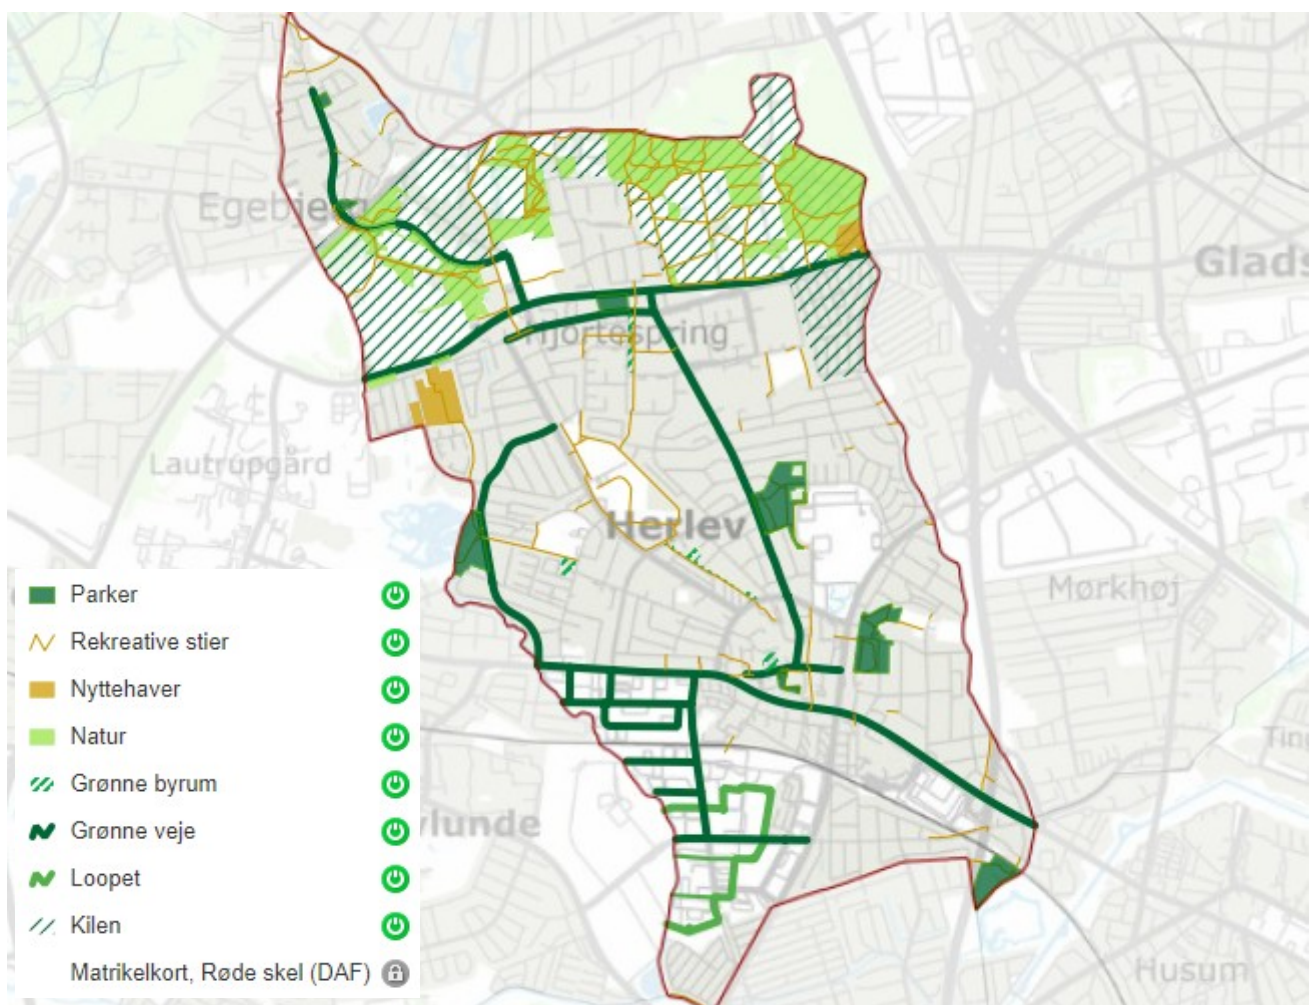 Egebjerg
Glads
Hjortespring
Lautrupgård
Herlev
Mørkhøj
Tin
vlunde
Husum
Parker
Rekreative stier
Nyttehaver
Natur
Grønne byrum
Grønne veje
Loopet
Kilen
Matrikelkort, Røde skel (DAF)